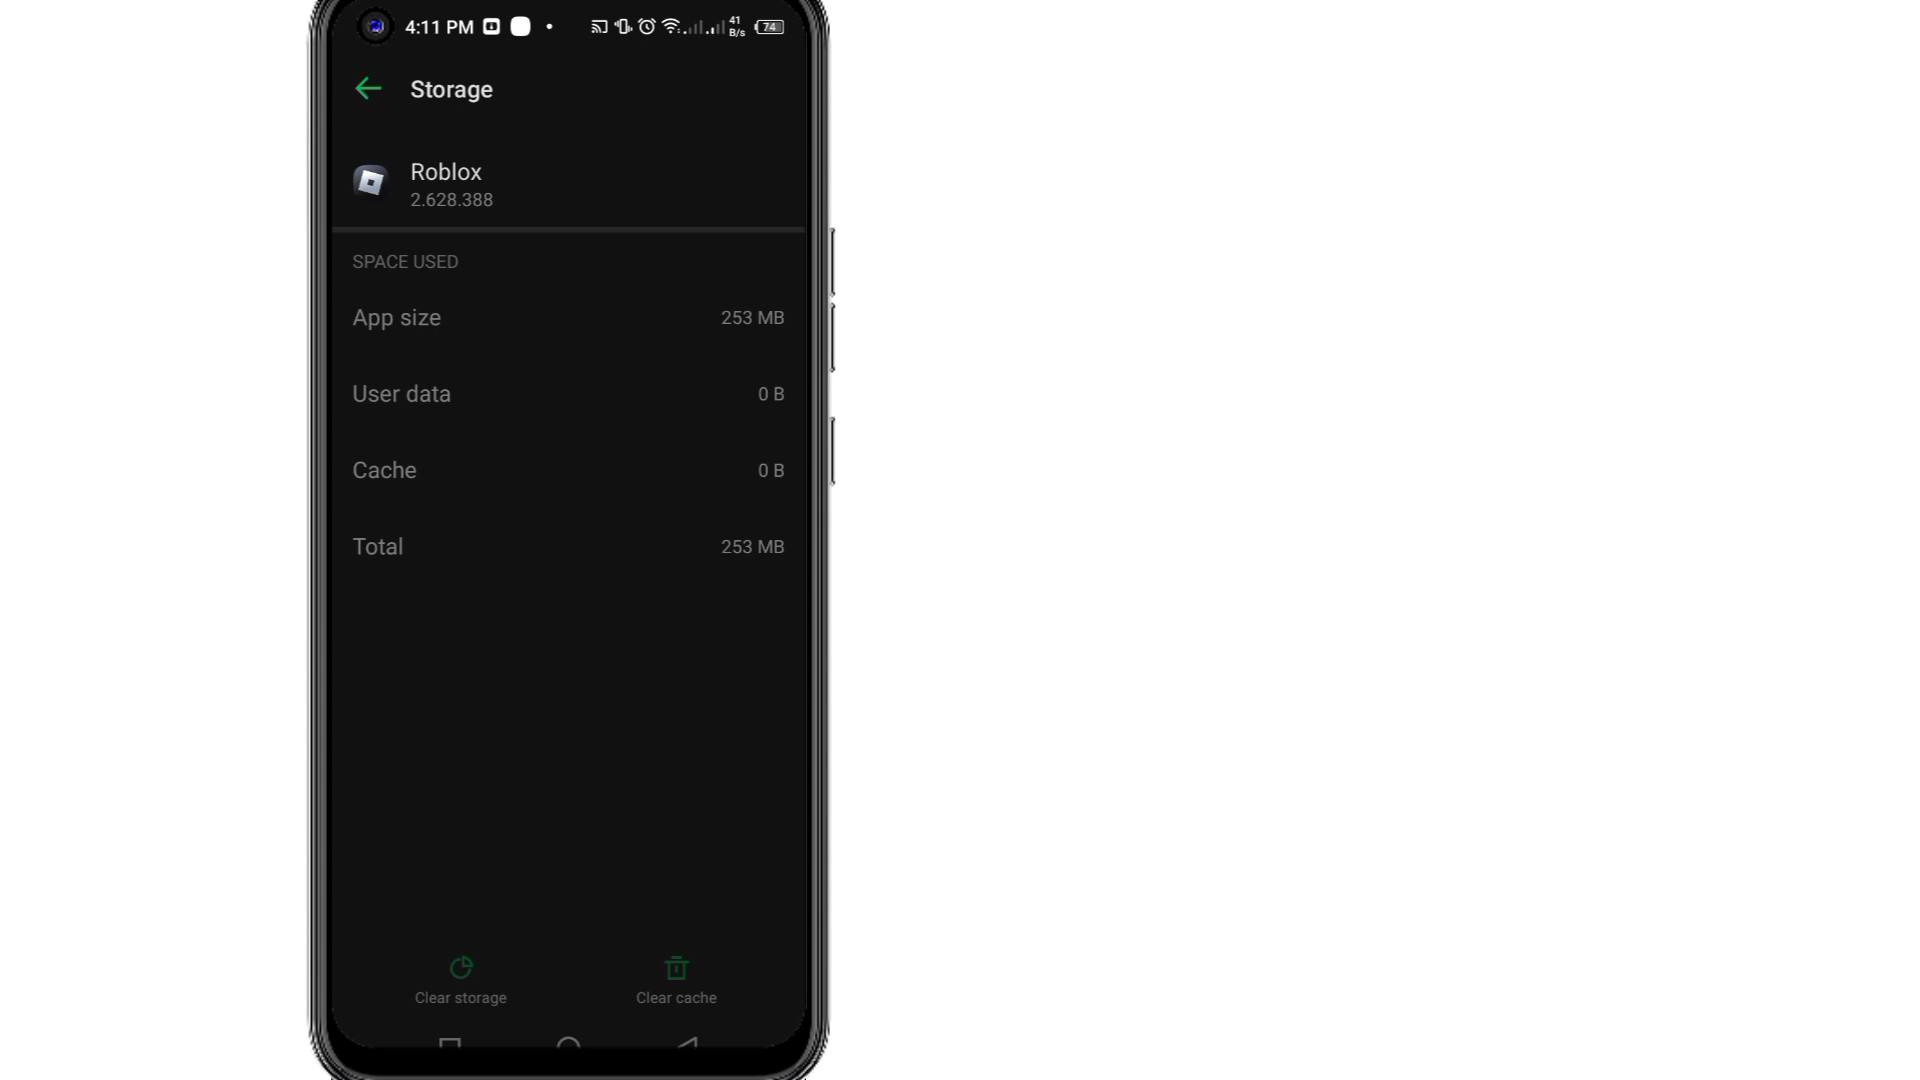 4:11 PM 41 B/s 74
Storage
Roblox
2.628.388
SPACE USED
App size 253 MB
User data 0 B
Cache 0 B
Total 253 MB
Clear storage Clear cache